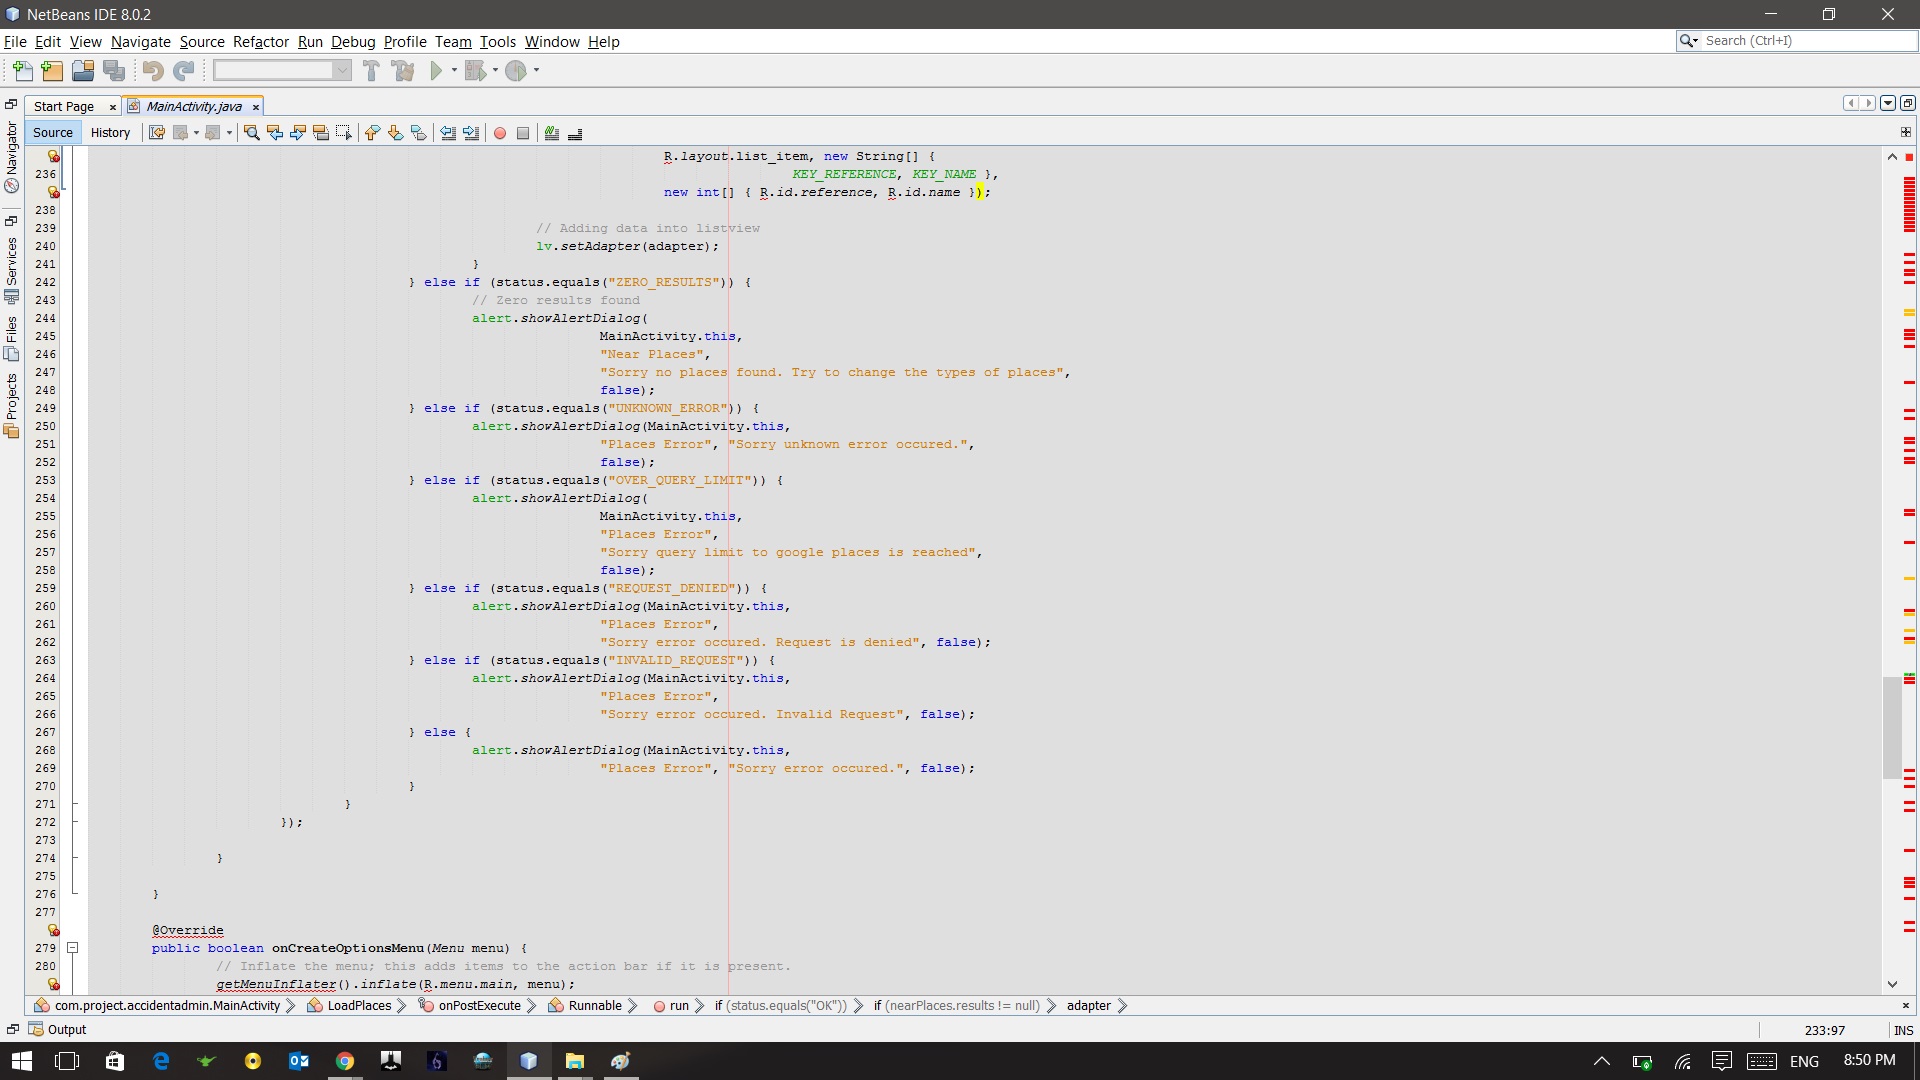 NetBeans IDE 8.0.2
File Edit View Navigate Source Refactor Run Debug Profile Team Tools Window Help
Search (Ctrl+I)
Start Page MainActivity.java
Source History
Navigator
Services
Files
Projects
R.layout.list_item, new String[] {
236 KEY_REFERENCE, KEY_NAME },
new int[] { R.id.reference, R.id.name });
238
239 // Adding data into listview
240 lv.setAdapter(adapter);
241 }
242 } else if (status.equals("ZERO_RESULTS")) {
243 // Zero results found
244 alert.showAlertDialog(
245 MainActivity.this,
246 "Near Places",
247 "Sorry no places found. Try to change the types of places",
248 false);
249 } else if (status.equals("UNKNOWN_ERROR")) {
250 alert.showAlertDialog(MainActivity.this,
251 "Places Error", "Sorry unknown error occured.",
252 false);
253 } else if (status.equals("OVER_QUERY_LIMIT")) {
254 alert.showAlertDialog(
255 MainActivity.this,
256 "Places Error",
257 "Sorry query limit to google places is reached",
258 false);
259 } else if (status.equals("REQUEST_DENIED")) {
260 alert.showAlertDialog(MainActivity.this,
261 "Places Error",
262 "Sorry error occured. Request is denied", false);
263 } else if (status.equals("INVALID_REQUEST")) {
264 alert.showAlertDialog(MainActivity.this,
265 "Places Error",
266 "Sorry error occured. Invalid Request", false);
267 } else {
268 alert.showAlertDialog(MainActivity.this,
269 "Places Error", "Sorry error occured.", false);
270 }
271 }
272 });
273
274 }
275
276 }
277
@Override
279 public boolean onCreateOptionsMenu(Menu menu) {
280 // Inflate the menu; this adds items to the action bar if it is present.
getMenuInflater().inflate(R.menu.main, menu);
com.project.accidentadmin.MainActivity LoadPlaces onPostExecute Runnable run if (status.equals("OK")) if (nearPlaces.results != null) adapter
Output
233:97 INS
ENG 8:50 PM